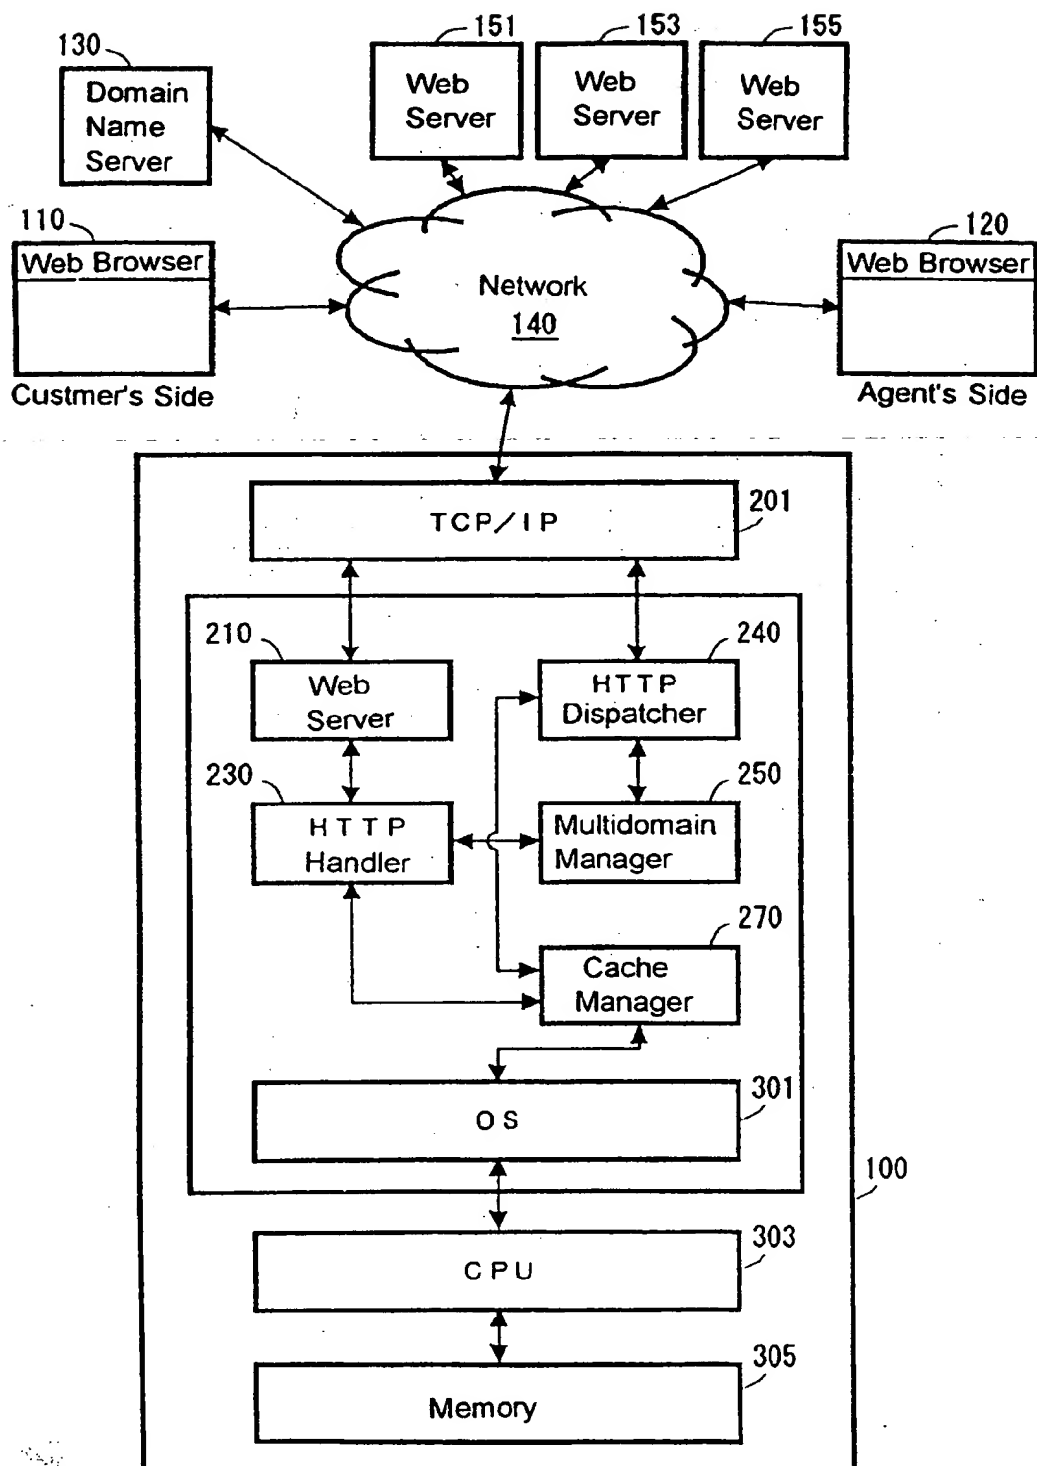 130
Domain
Name
Server
151
Web
Server
153
Web
Server
155
Web
Server
110
Web Browser
Custmer's Side
Network
140
120
Web Browser
Agent's Side
TCP/IP
201
210
Web
Server
240
HTTP
Dispatcher
230
HTTP
Handler
250
Multidomain
Manager
270
Cache
Manager
OS
301
100
CPU
303
Memory
305